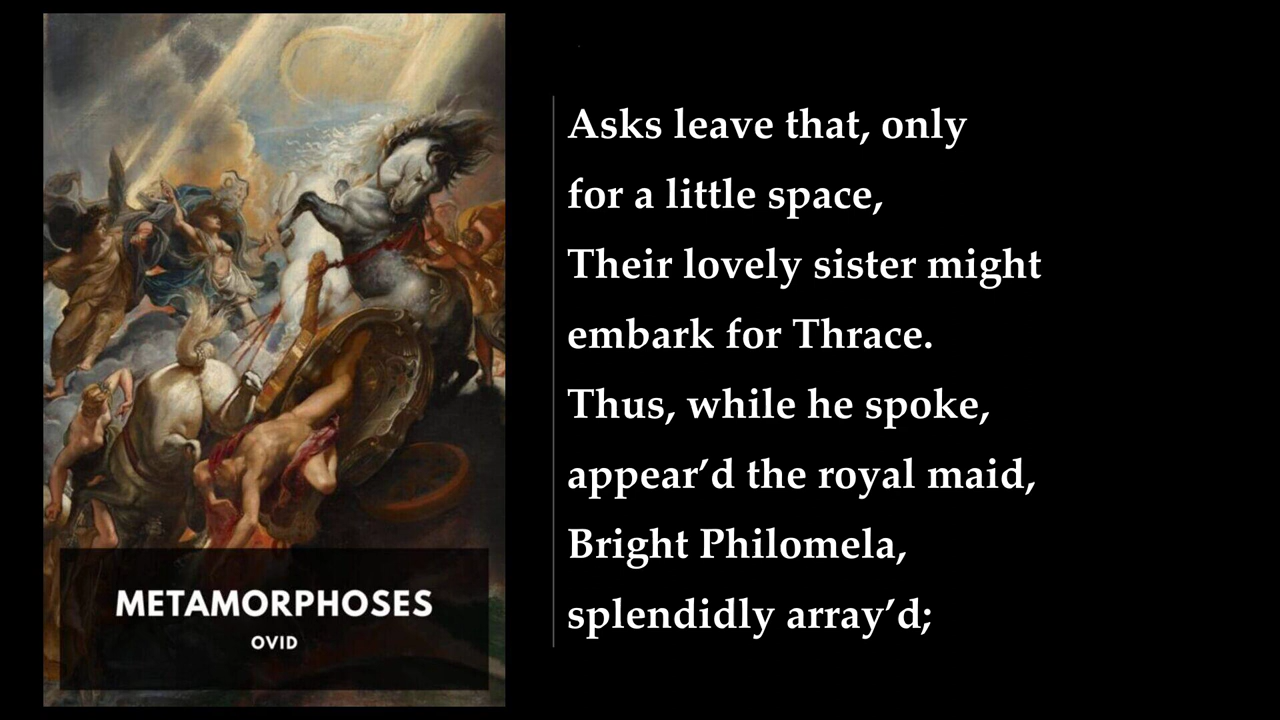 METAMORPHOSES
OVID
Asks leave that, only
for a little space,
Their lovely sister might
embark for Thrace.
Thus, while he spoke,
appear’d the royal maid,
Bright Philomela,
splendidly array’d;